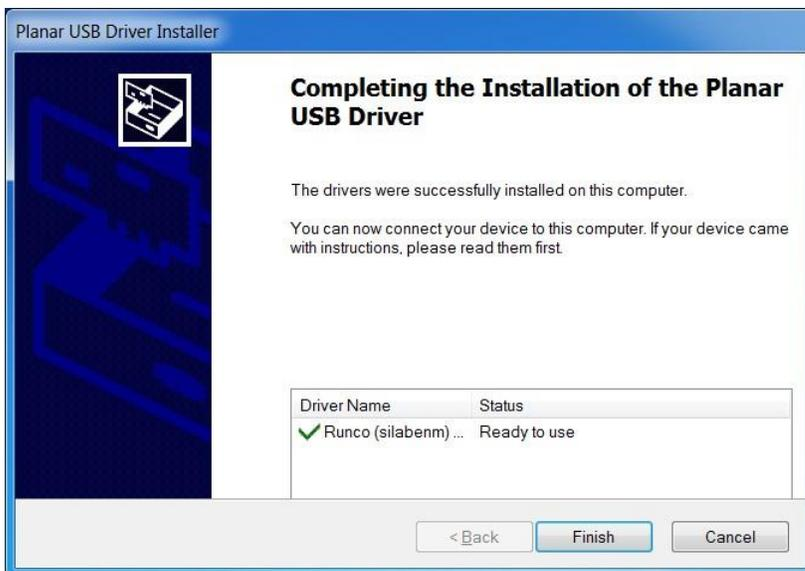 Planar USB Driver Installer
Completing the Installation of the Planar
USB Driver
The drivers were successfully installed on this computer.
You can now connect your device to this computer. If your device came
with instructions, please read them first.
Driver Name Status
Runco (silabenm) ... Ready to use
< Back Finish Cancel